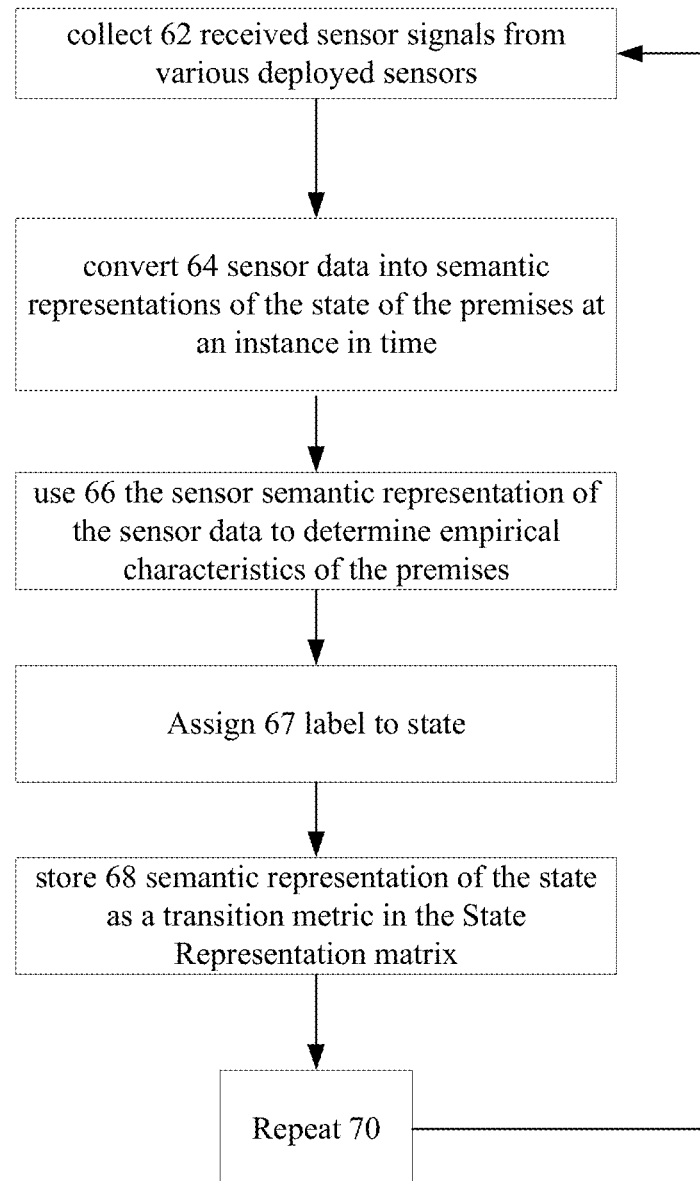 collect 62 received sensor signals from
various deployed sensors
convert 64 sensor data into semantic
representations of the state of the premises at
an instance in time
use 66 the sensor semantic representation of
the sensor data to determine empirical
characteristics of the premises
Assign 67 label to state
store 68 semantic representation of the state
as a transition metric in the State
Representation matrix
Repeat 70